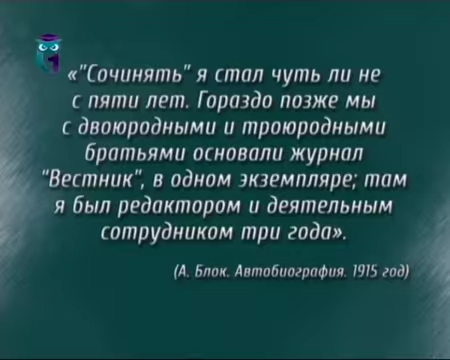 «"Сочинять" я стал чуть ли не
с пяти лет. Гораздо позже мы
с двоюродными и троюродными
братьями основали журнал
"Вестник", в одном экземпляре; там
я был редактором и деятельным
сотрудником три года».
(А. Блок. Автобиография. 1915 год)